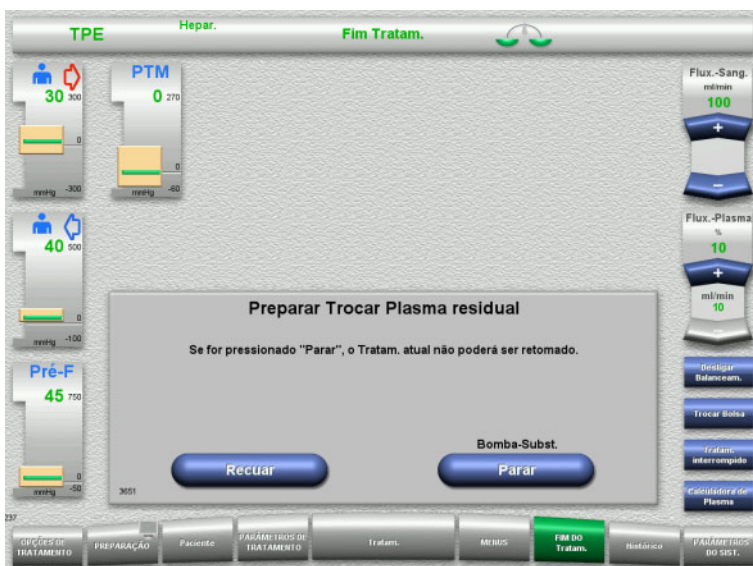 TPE
Hepar.
Fim Tratam.
30 300
0
mmHg -300
PTM
0 270
0
mmHg -60
40 500
0
mmHg -100
Pré-F
45 750
0
mmHg -50
237
Preparar Trocar Plasma residual
Se for pressionado "Parar", o Tratam. atual não poderá ser retomado.
Bomba-Subst.
Recuar
Parar
3651
Flux.-Sang.
ml/min
100
+
–
Flux.-Plasma
%
10
+
ml/min
10
–
Desligar
Balanceam.
Trocar Bolsa
Tratam.
interrompido
Calculadora de
Plasma
OPÇÕES DE
TRATAMENTO
PREPARAÇÃO
Paciente
PARÂMETROS DE
TRATAMENTO
Tratam.
MENUS
FIM DO
Tratam.
Histórico
PARÂMETROS
DO SIST.